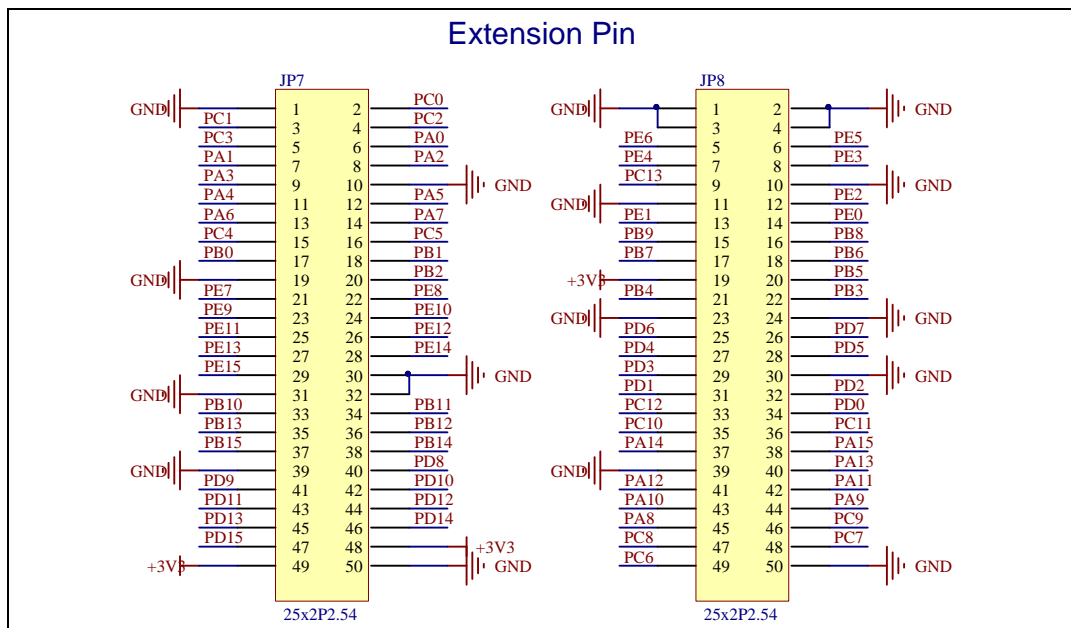 Extension Pin
JP7
GND 1 2 PC0
PC1 3 4 PC2
PC3 5 6 PA0
PA1 7 8 PA2
PA3 9 10 GND
PA4 11 12 PA5
PA6 13 14 PA7
PC4 15 16 PC5
PB0 17 18 PB1
GND 19 20 PB2
PE7 21 22 PE8
PE9 23 24 PE10
PE11 25 26 PE12
PE13 27 28 PE14
PE15 29 30 GND
GND 31 32
PB10 33 34 PB11
PB13 35 36 PB12
PB15 37 38 PB14
GND 39 40 PD8
PD9 41 42 PD10
PD11 43 44 PD12
PD13 45 46 PD14
PD15 47 48 +3V3
+3V3 49 50 GND
25x2P2.54
JP8
GND 1 2 GND
3 4
PE6 5 6 PE5
PE4 7 8 PE3
PC13 9 10 GND
GND 11 12 PE2
PE1 13 14 PE0
PB9 15 16 PB8
PB7 17 18 PB6
+3V3 19 20 PB5
PB4 21 22 PB3
GND 23 24 GND
PD6 25 26 PD7
PD4 27 28 PD5
PD3 29 30 GND
PD1 31 32 PD2
PC12 33 34 PD0
PC10 35 36 PC11
PA14 37 38 PA15
GND 39 40 PA13
PA12 41 42 PA11
PA10 43 44 PA9
PA8 45 46 PC9
PC8 47 48 PC7
PC6 49 50 GND
25x2P2.54